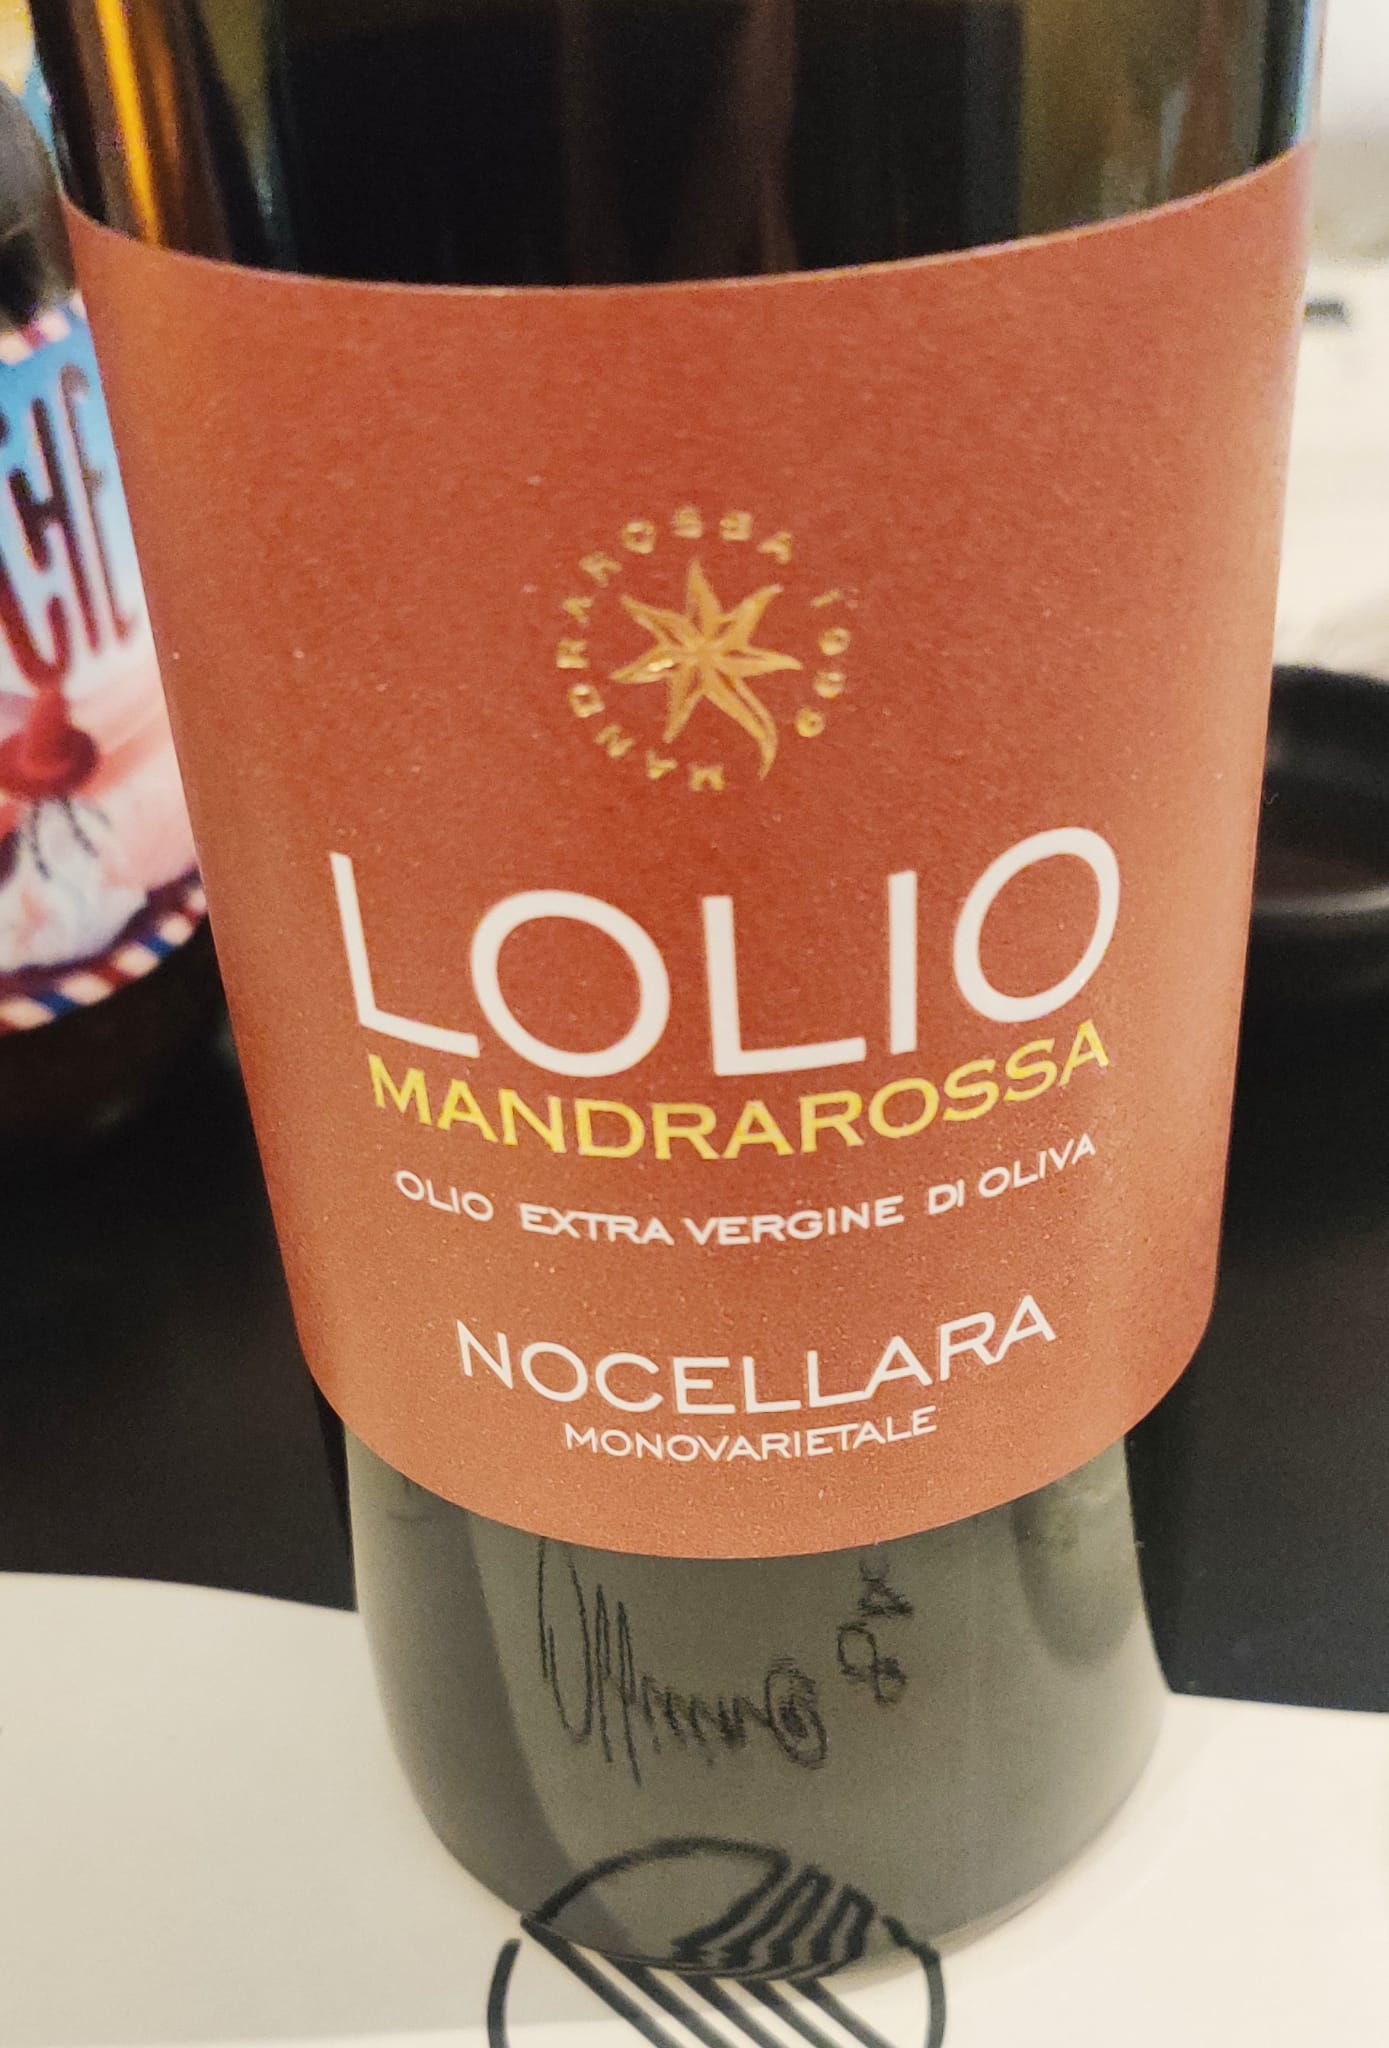 MANDRAROSSA 1999
LOLIO
MANDRAROSSA
OLIO EXTRA VERGINE DI OLIVA
NOCELLARA
MONOVARIETALE